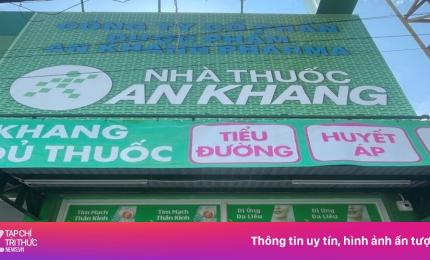 CÔNG TY CỔ PHẦN
DƯỢC PHẨM
AN KHANG PHARMA
NHÀ THUỐC
AN KHANG
KHANG
ĐỦ THUỐC
TIỂU
ĐƯỜNG
HUYẾT
ÁP
Tim Mạch
Thần Kinh
Tim Mạch
Thần Kinh
Dị Ứng
Da Liễu
Dị Ứng
Da Liễu
TẠP CHÍ
TRI THỨC
NEWS.VN
Thông tin uy tín, hình ảnh ấn tượ